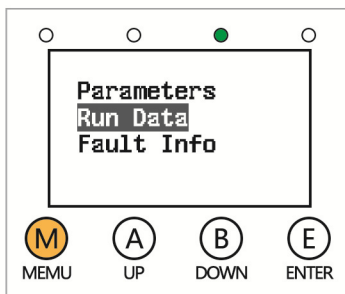 Parameters
Run Data
Fault Info
M A B E
MEMU UP DOWN ENTER